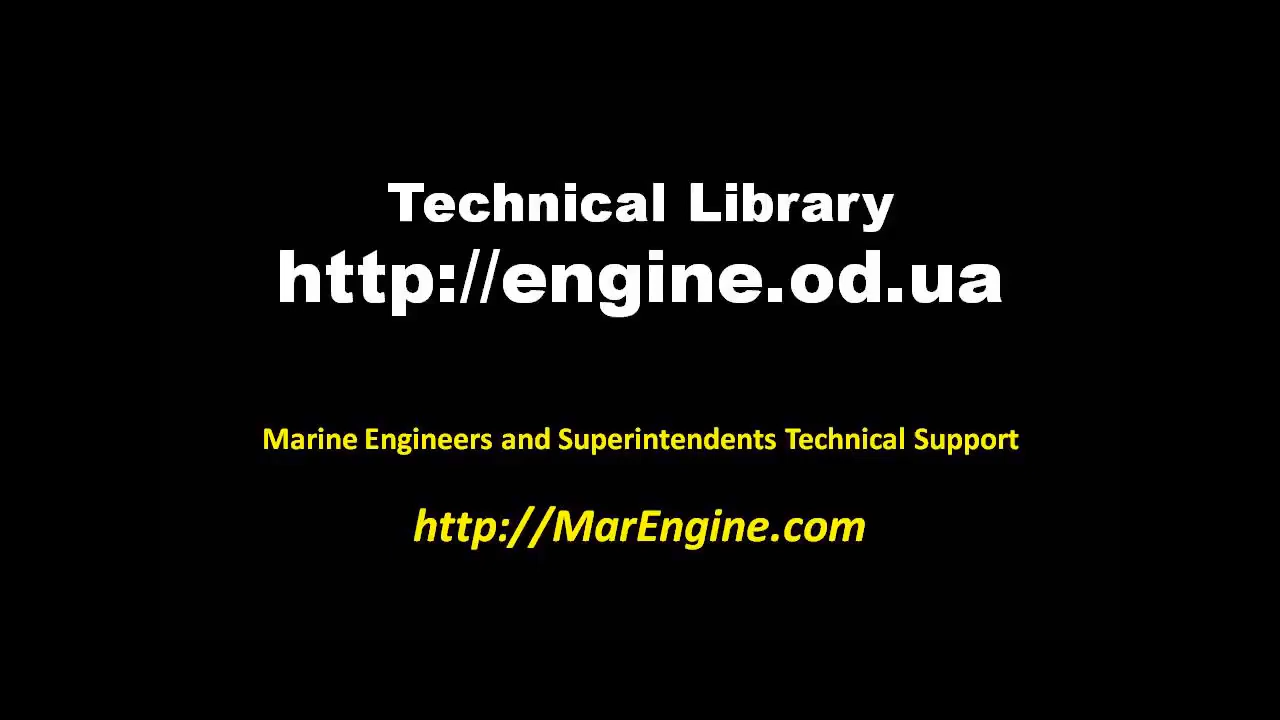 Technical Library
http://engine.od.ua
Marine Engineers and Superintendents Technical Support
http://MarEngine.com